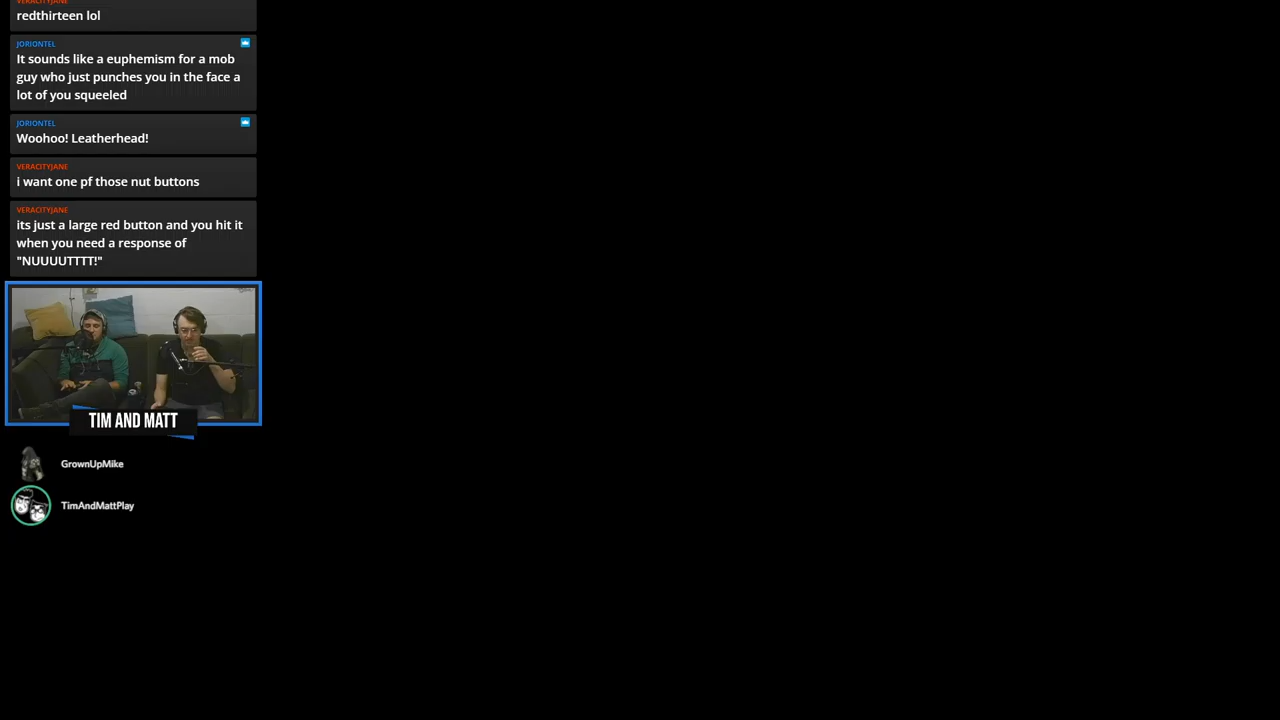 VERACITYJANE
redthirteen lol
JORIONTEL
It sounds like a euphemism for a mob
guy who just punches you in the face a
lot of you squeeled
JORIONTEL
Woohoo! Leatherhead!
VERACITYJANE
i want one pf those nut buttons
VERACITYJANE
its just a large red button and you hit it
when you need a response of
"NUUUUTTTT!"
TIM AND MATT
GrownUpMike
TimAndMattPlay